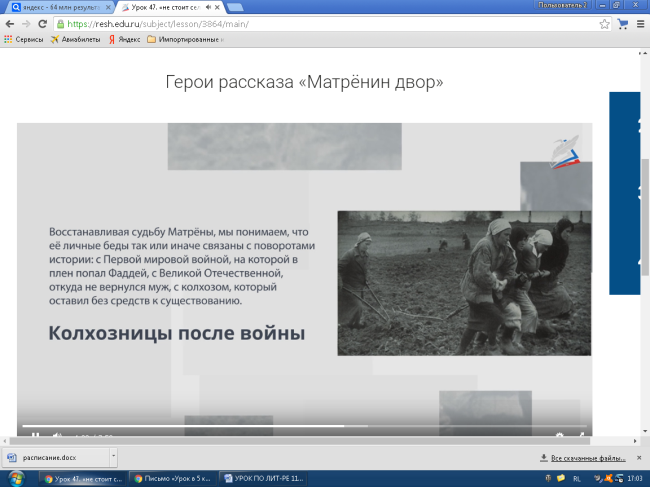 яндекс - 64 млн результ
Урок 47. «не стоит сел
Пользователь 2
https://resh.edu.ru/subject/lesson/3864/main/
Сервисы Авиабилеты Яндекс Импортированные
Герои рассказа «Матрёнин двор»
Восстанавливая судьбу Матрёны, мы понимаем, что
её личные беды так или иначе связаны с поворотами
истории: с Первой мировой войной, на которой в
плен попал Фаддей, с Великой Отечественной,
откуда не вернулся муж, с колхозом, который
оставил без средств к существованию.
Колхозницы после войны
расписание.docx
Все скачанные файлы...
Урок 47. «не стоит с...
Письмо «Урок в 5 к...
УРОК ПО ЛИТ-РЕ 11...
RL
17:03